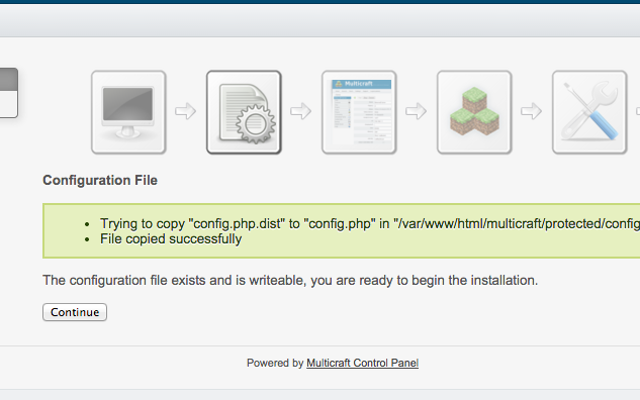 Multicraft
Configuration File
Trying to copy "config.php.dist" to "config.php" in "/var/www/html/multicraft/protected/config
File copied successfully
The configuration file exists and is writeable, you are ready to begin the installation.
Continue
Powered by Multicraft Control Panel